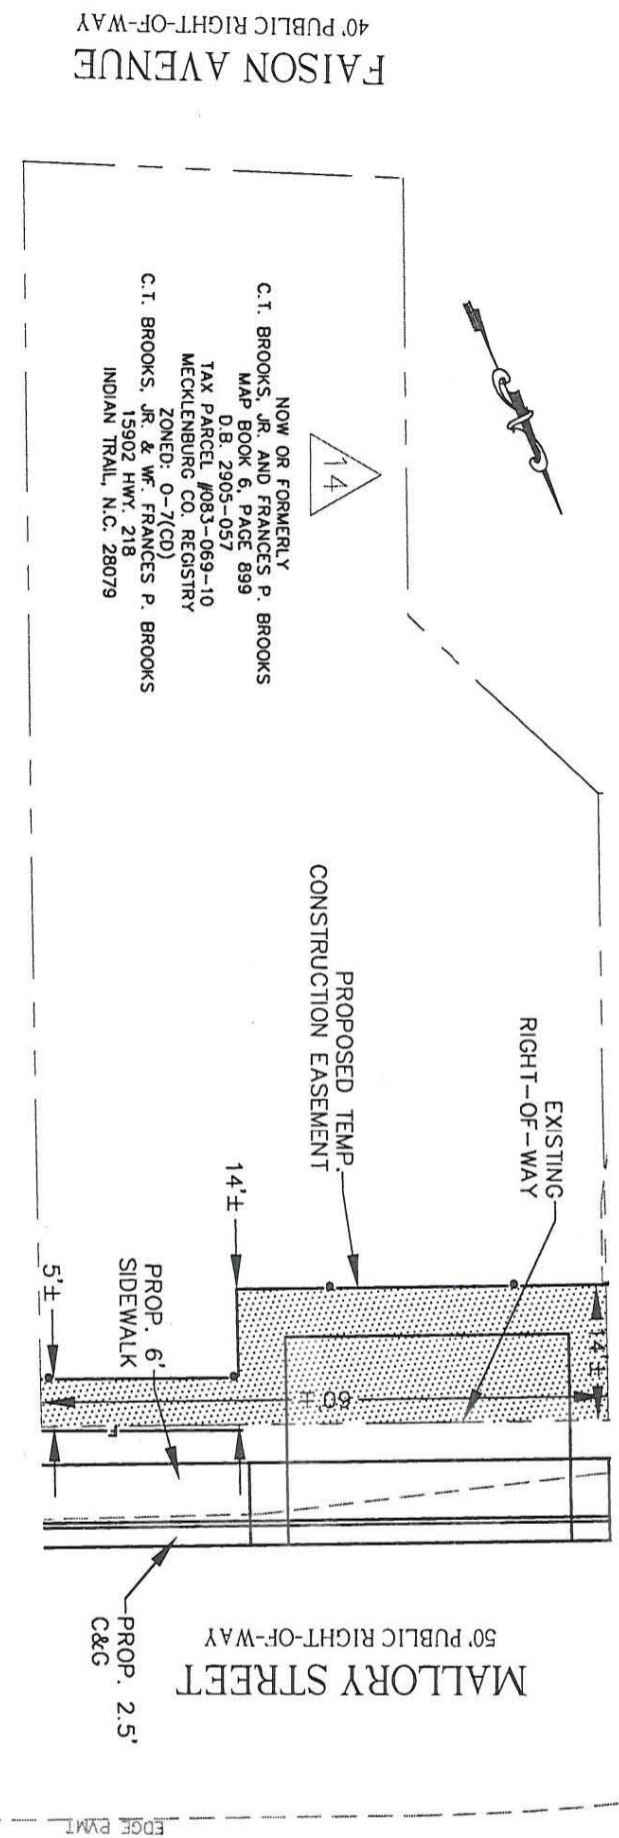 40' PUBLIC RIGHT-OF-WAY
FAISON AVENUE
14
NOW OR FORMERLY
C.T. BROOKS, JR. AND FRANCES P. BROOKS
MAP BOOK 6, PAGE 899
D.B. 2905-057
TAX PARCEL #083-069-10
MECKLENBURG CO. REGISTRY
ZONED: O-7(CD)
C.T. BROOKS, JR. & WF. FRANCES P. BROOKS
15902 HWY. 218
INDIAN TRAIL, N.C. 28079
PROPOSED TEMP.
CONSTRUCTION EASEMENT
EXISTING
RIGHT-OF-WAY
14'±
14'±
5'±
60'±
PROP. 6'
SIDEWALK
F
PROP. 2.5'
C&G
50' PUBLIC RIGHT-OF-WAY
MALLORY STREET
EDGE PVMT